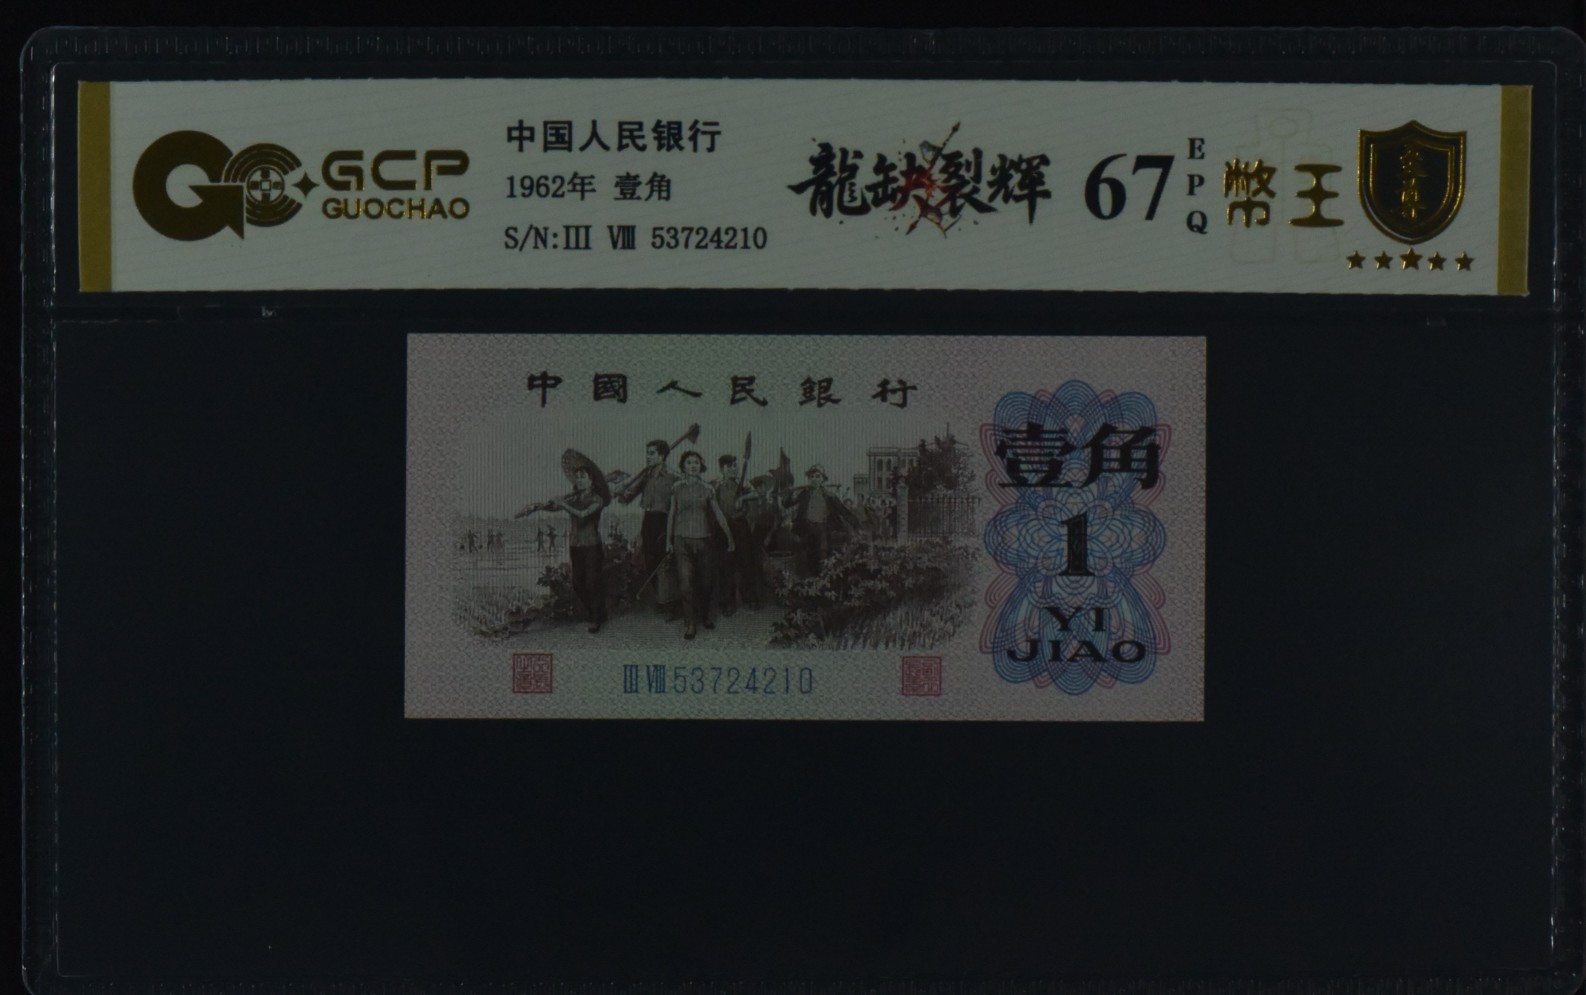 GCP
GUOCHAO
中国人民银行
1962年 壹角
S/N:III VIII 53724210
龍缺裂辉
67
EPQ
幣王
中國人民銀行
壹角
1
YI
JIAO
III VIII 53724210